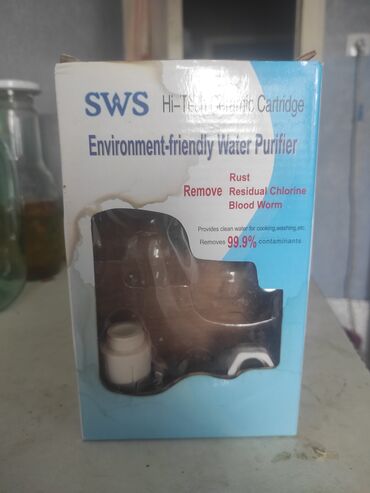 SWS Hi-Tech Ceramic Cartridge
Environment-friendly Water Purifier
Rust
Remove Residual Chlorine
Blood Worm
Provides clean water for cooking,washing,etc.
Removes 99.9% contaminants